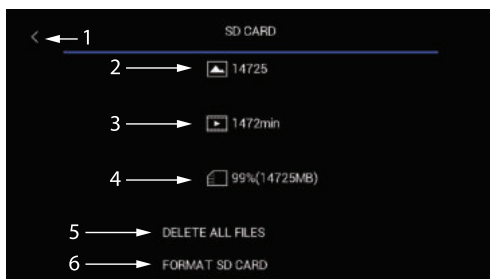 1 SD CARD
2 14725
3 1472min
4 99%(14725MB)
5 DELETE ALL FILES
6 FORMAT SD CARD